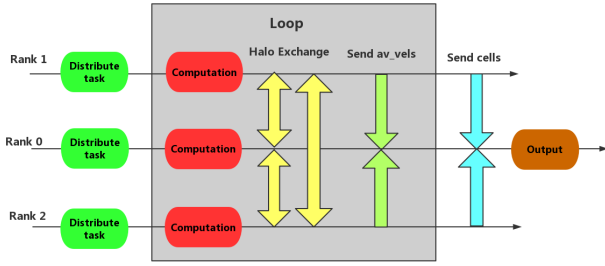 Loop
Halo Exchange
Send av_vels
Send cells
Rank 1
Distribute
task
Computation
Rank 0
Distribute
task
Computation
Output
Rank 2
Distribute
task
Computation